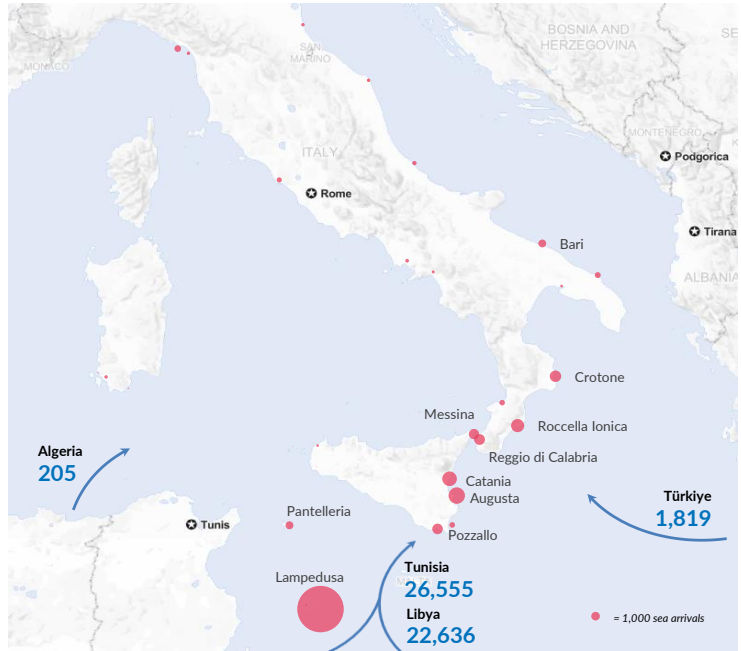 BOSNIA AND
HERZEGOVINA
SE
SAN
MARINO
MONACO
MONTENEGRO
K
Podgorica
ITALY
Rome
Tirana
Bari
ALBANIA
Crotone
Messina
Roccella Ionica
Reggio di Calabria
Algeria
205
Catania
Augusta
Türkiye
1,819
Pantelleria
Tunis
Pozzallo
Tunisia
26,555
Lampedusa
MALTA
Libya
22,636
= 1,000 sea arrivals